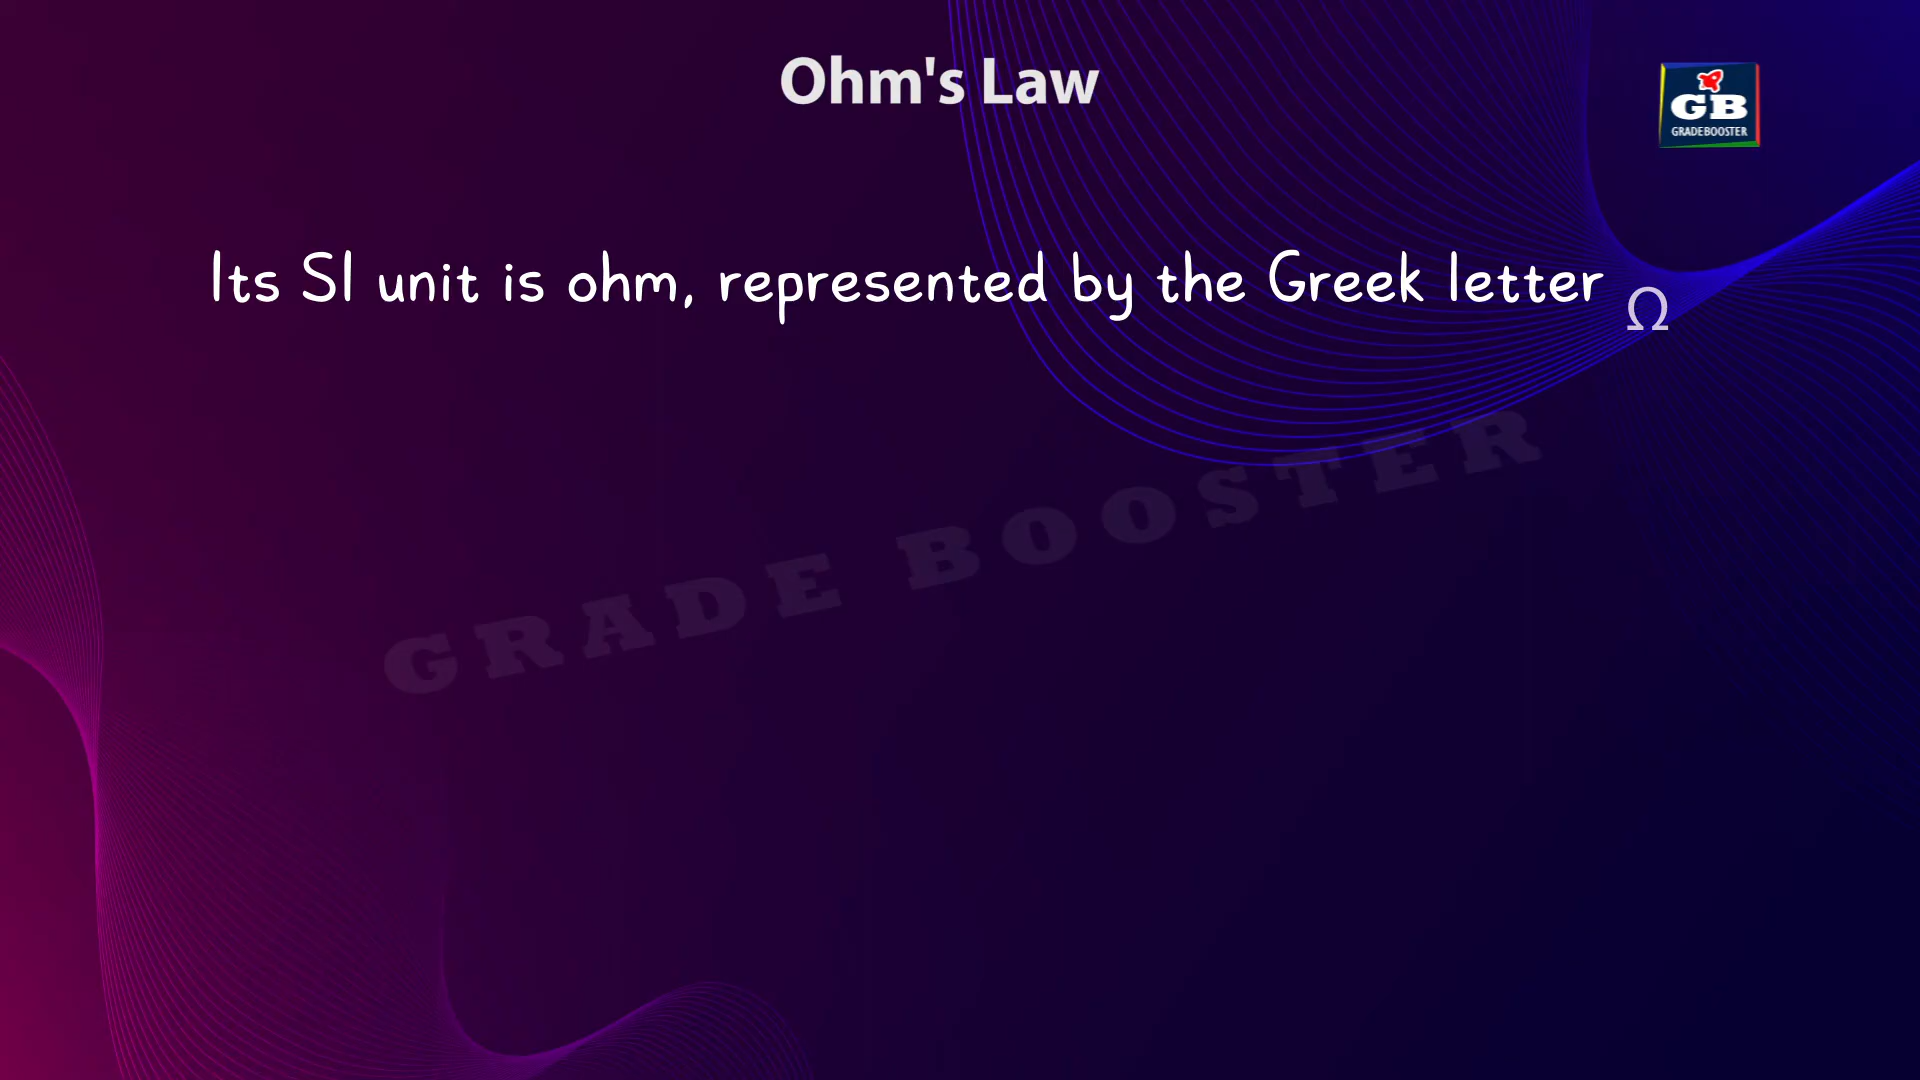 Ohm's Law
GB
GRADEBOOSTER
Its SI unit is ohm, represented by the Greek letter Ω
GRADE BOOSTER